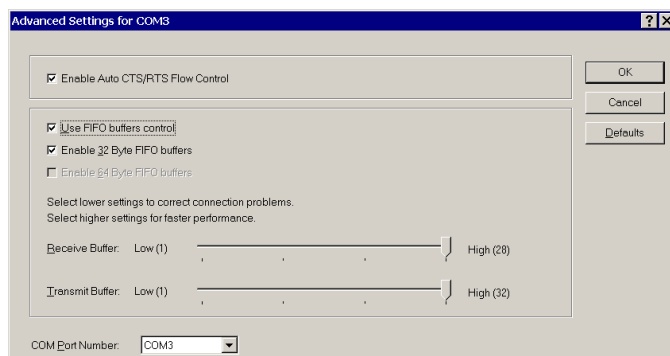 Advanced Settings for COM3
Enable Auto CTS/RTS Flow Control
OK
Cancel
Defaults
Use FIFO buffers control
Enable 32 Byte FIFO buffers
Enable 64 Byte FIFO buffers
Select lower settings to correct connection problems.
Select higher settings for faster performance.
Receive Buffer: Low (1) High (28)
Transmit Buffer: Low (1) High (32)
COM Port Number: COM3